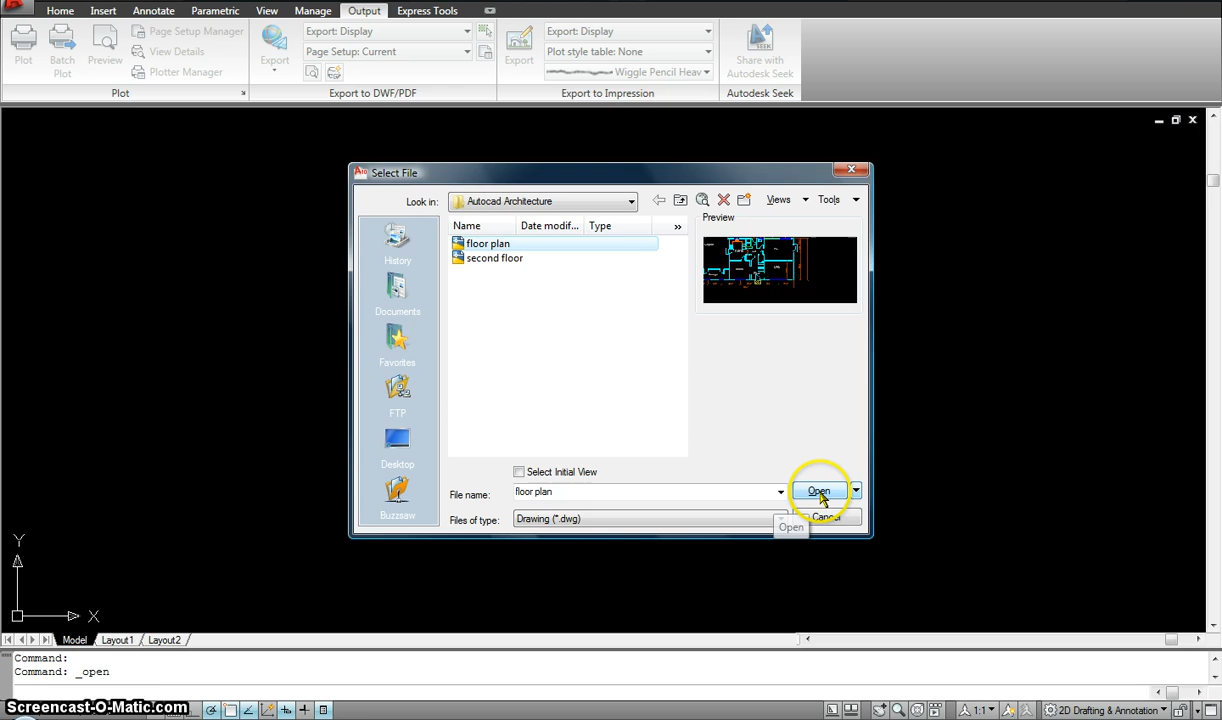 Home Insert Annotate Parametric View Manage Output Express Tools
Plot
Batch Plot
Preview
Page Setup Manager
View Details
Plotter Manager
Plot
Export
Export: Display
Page Setup: Current
Export to DWF/PDF
Export
Export: Display
Plot style table: None
Wiggle Pencil Heav
Export to Impression
Share with
Autodesk Seek
Autodesk Seek
Select File
Look in: Autocad Architecture
Views Tools
Name Date modif... Type »
Preview
floor plan
second floor
History
Documents
Favorites
FTP
Desktop
Buzzsaw
Select Initial View
File name: floor plan
Open
Files of type: Drawing (*.dwg)
Cancel
Open
Y
X
Model Layout1 Layout2
Command:
Command: _open
Screencast-O-Matic.com
1:1
2D Drafting & Annotation